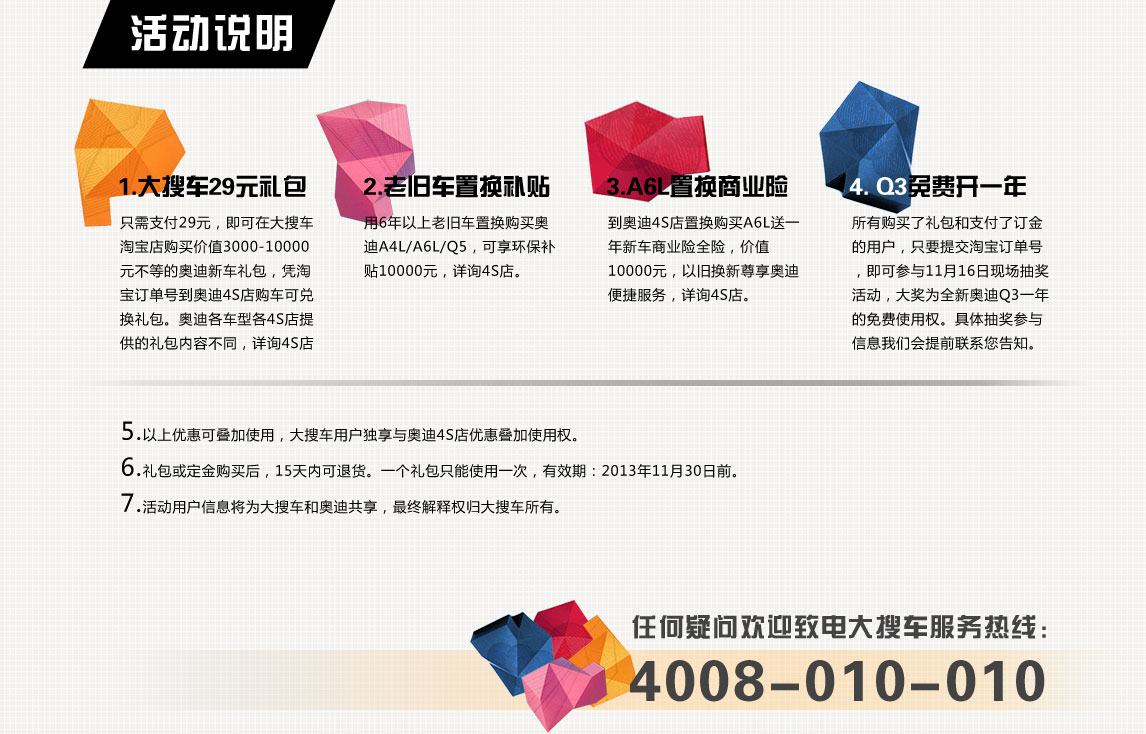 活动说明
1.大搜车29元礼包
只需支付29元，即可在大搜车
淘宝店购买价值3000-10000
元不等的奥迪新车礼包，凭淘
宝订单号到奥迪4S店购车可兑
换礼包。奥迪各车型各4S店提
供的礼包内容不同，详询4S店
2.老旧车置换补贴
用6年以上老旧车置换购买奥
迪A4L/A6L/Q5，可享环保补
贴10000元，详询4S店。
3.A6L置换商业险
到奥迪4S店置换购买A6L送一
年新车商业险全险，价值
10000元，以旧换新尊享奥迪
便捷服务，详询4S店。
4. Q3免费开一年
所有购买了礼包和支付了订金
的用户，只要提交淘宝订单号
，即可参与11月16日现场抽奖
活动，大奖为全新奥迪Q3一年
的免费使用权。具体抽奖参与
信息我们会提前联系您告知。
5.以上优惠可叠加使用，大搜车用户独享与奥迪4S店优惠叠加使用权。
6.礼包或定金购买后，15天内可退货。一个礼包只能使用一次，有效期：2013年11月30日前。
7.活动用户信息将为大搜车和奥迪共享，最终解释权归大搜车所有。
任何疑问欢迎致电大搜车服务热线：
4008-010-010